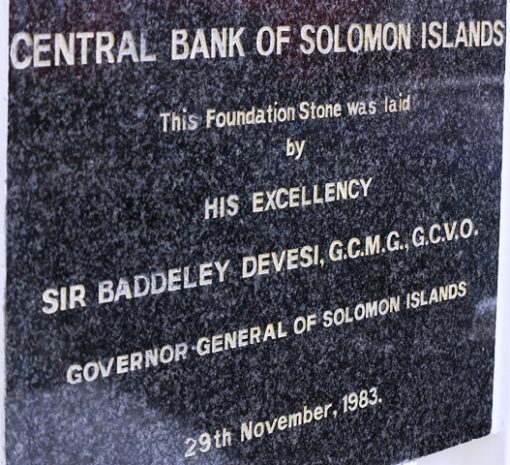 CENTRAL BANK OF SOLOMON ISLANDS
This Foundation Stone was laid
by
HIS EXCELLENCY
SIR BADDELEY DEVESI, G.C.M.G., G.C.V.O.
GOVERNOR-GENERAL OF SOLOMON ISLANDS
29th November, 1983.